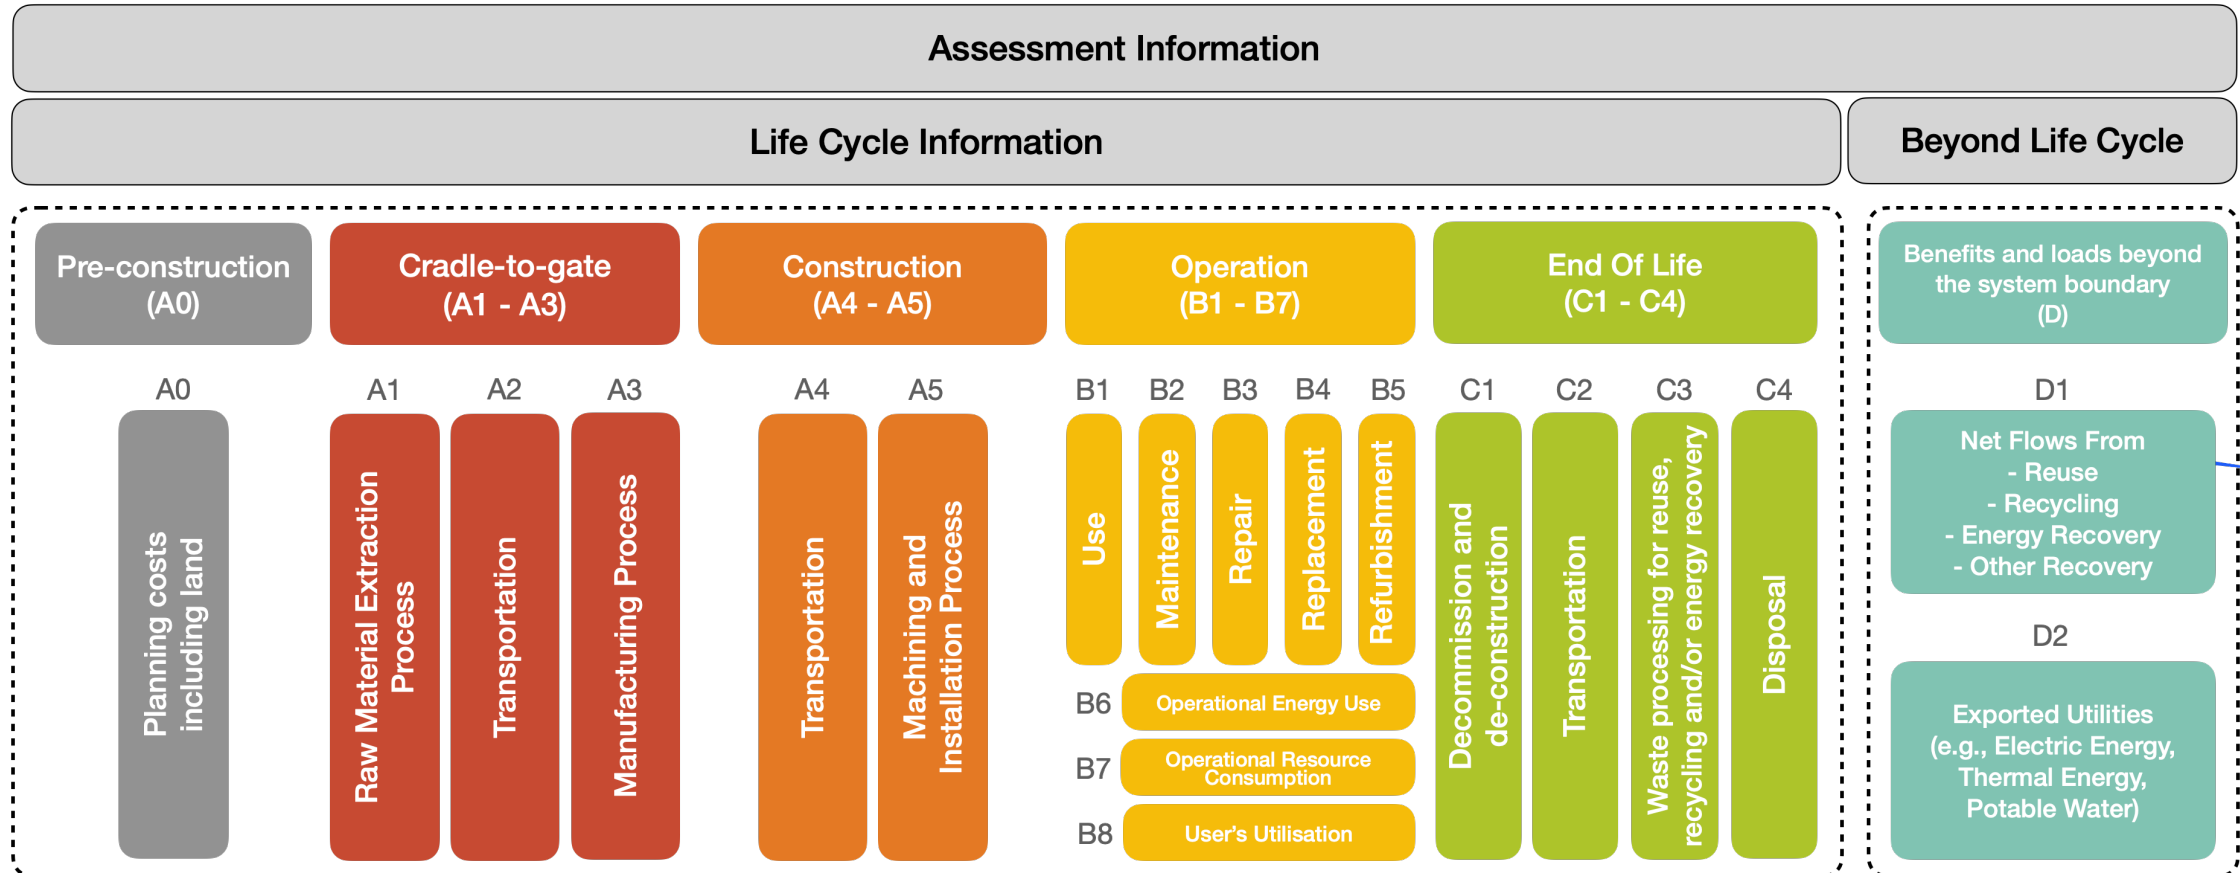 Assessment Information
Life Cycle Information
Beyond Life Cycle
Pre-construction
(A0)
Cradle-to-gate
(A1 - A3)
Construction
(A4 - A5)
Operation
(B1 - B7)
End Of Life
(C1 - C4)
Benefits and loads beyond
the system boundary
(D)
A0
Planning costs
including land
A1
Raw Material Extraction
Process
A2
Transportation
A3
Manufacturing Process
A4
Transportation
A5
Machining and
Installation Process
B1
Use
B2
Maintenance
B3
Repair
B4
Replacement
B5
Refurbishment
B6
Operational Energy Use
B7
Operational Resource
Consumption
B8
User's Utilisation
C1
Decommission and
de-construction
C2
Transportation
C3
Waste processing for reuse,
recycling and/or energy recovery
C4
Disposal
D1
Net Flows From
- Reuse
- Recycling
- Energy Recovery
- Other Recovery
D2
Exported Utilities
(e.g., Electric Energy,
Thermal Energy,
Potable Water)